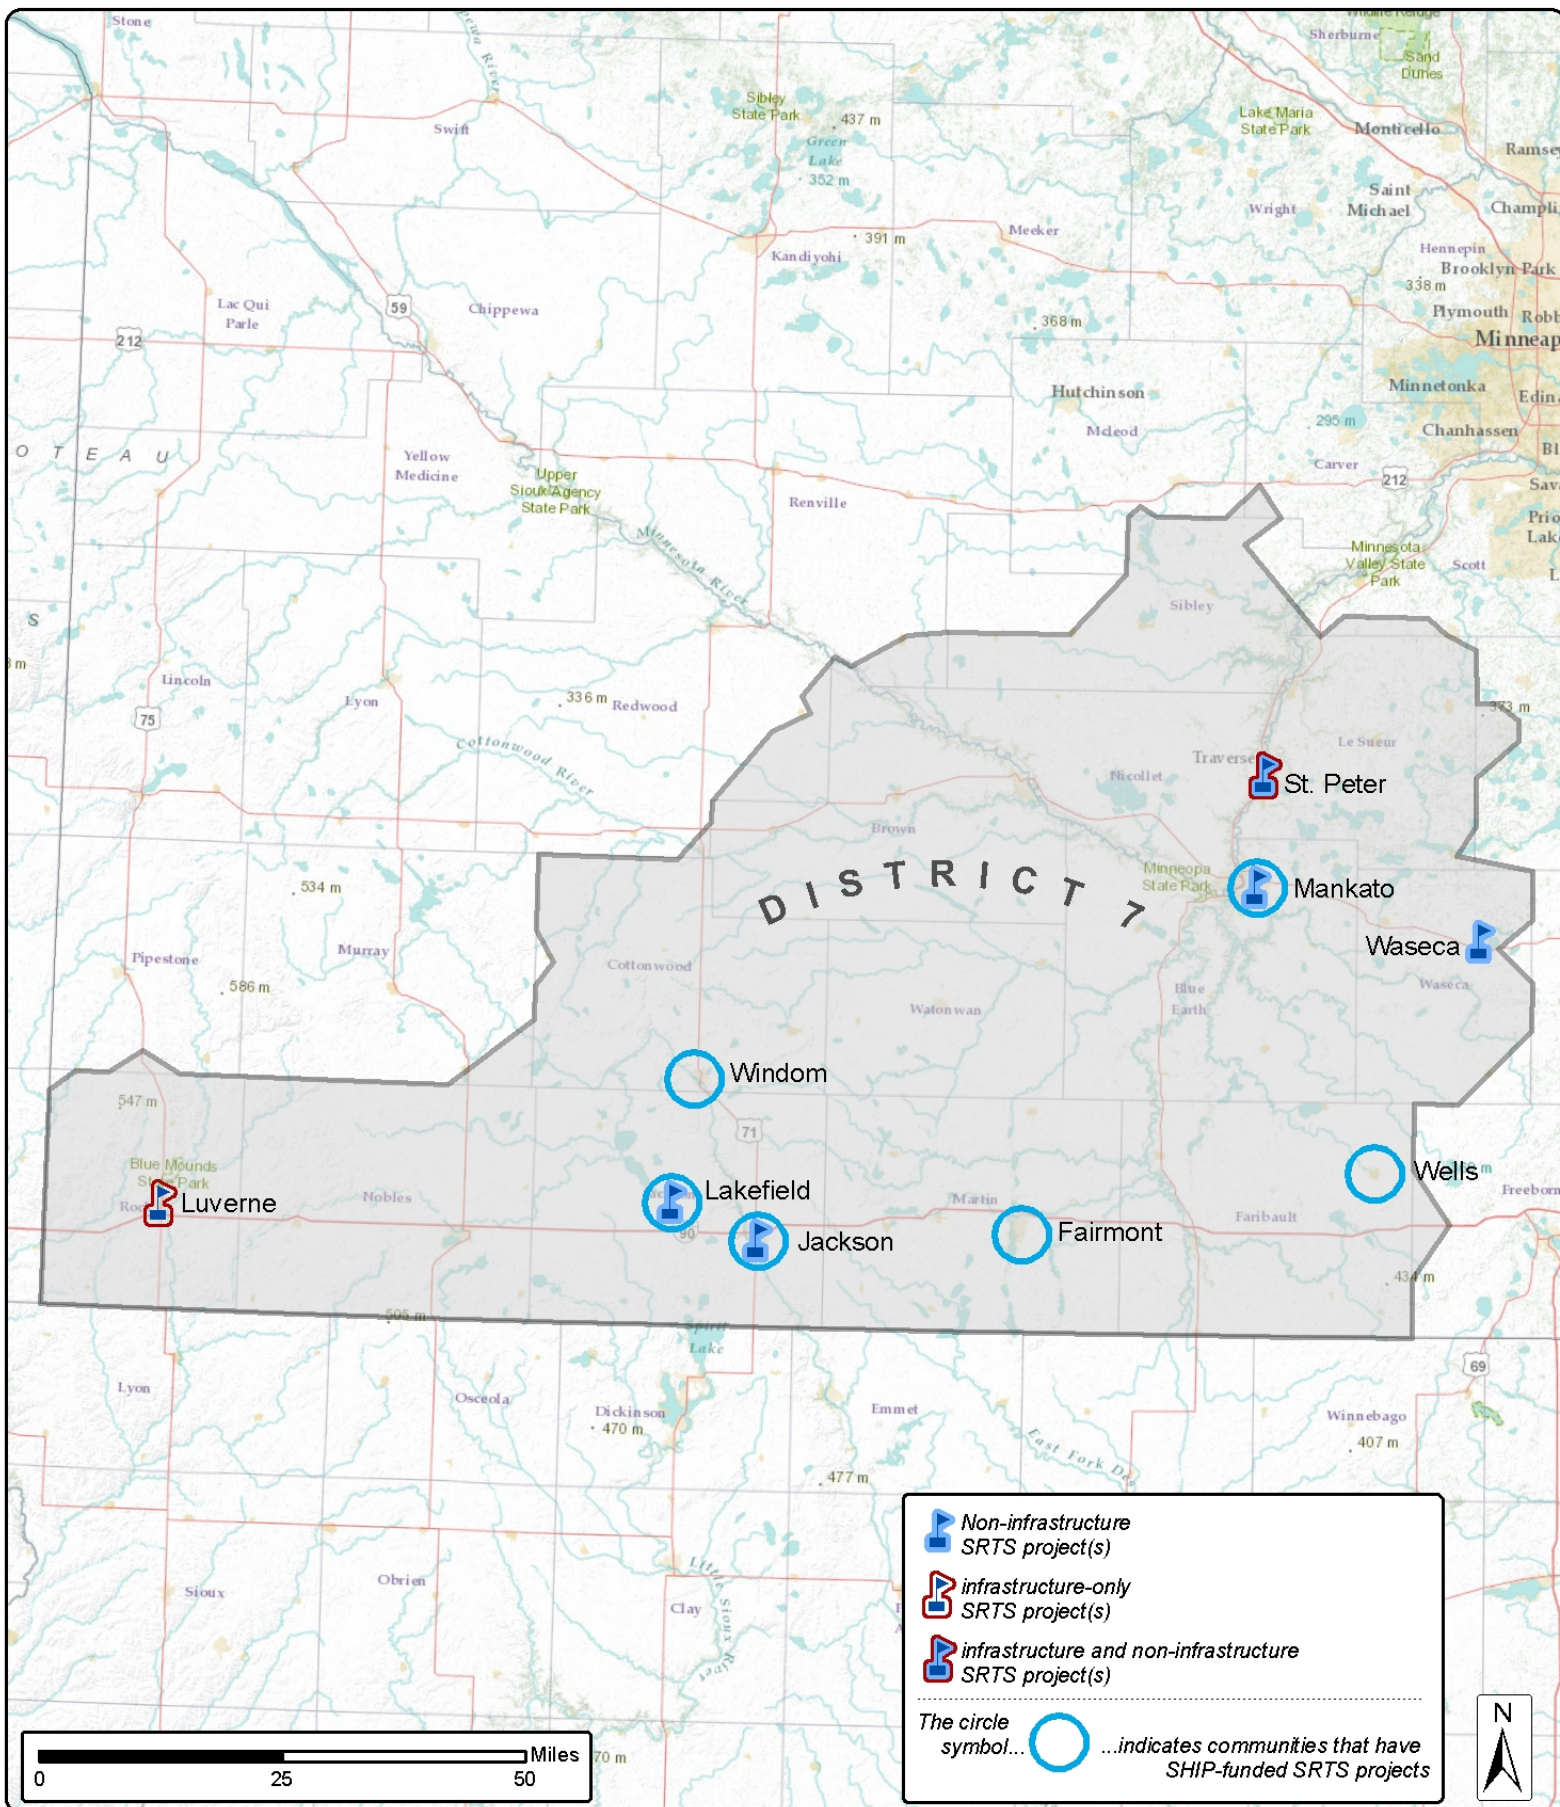 Stone
Wildlife Refuge
Sherburne
Sand
Dunes
Sibley
State Park
437 m
Lake Maria
State Park
Swift
Monticello
Green
Lake
352 m
Saint
Michael
Wright
391 m
Meeker
Kandiyohi
Hennepin
Brooklyn Park
338 m
Lac Qui
Parle
59
Chippewa
Plymouth
368 m
212
Minneap
Minnetonka
Hutchinson
295 m
Mcleod
Chanhassen
O T E A U
Yellow
Medicine
Carver
212
Upper
Sioux Agency
State Park
Renville
Minnesota River
Minnesota
Valley State
Park
Scott
Sibley
S
Lincoln
Lyon
336 m
Redwood
75
373 m
Cottonwood River
Le Sueur
Traverse
Nicollet
St. Peter
Brown
DISTRICT 7
Minneopa
State Park
Mankato
534 m
Waseca
Murray
Pipestone
Cottonwood
586 m
Waseca
Blue
Earth
Watonwan
Windom
547 m
71
Blue Mounds
State Park
Wells
Lakefield
Luverne
Nobles
Martin
Freeborn
Faribault
90
Fairmont
Jackson
434 m
505 m
Spirit
Lake
69
Lyon
Osceola
Dickinson
Emmet
Winnebago
470 m
407 m
East Fork Des
477 m
Non-infrastructure
SRTS project(s)
infrastructure-only
SRTS project(s)
infrastructure and non-infrastructure
SRTS project(s)
The circle
symbol...
...indicates communities that have
SHIP-funded SRTS projects
Sioux
Obrien
Clay
Little Sioux River
N
Miles
0 25 50
70 m